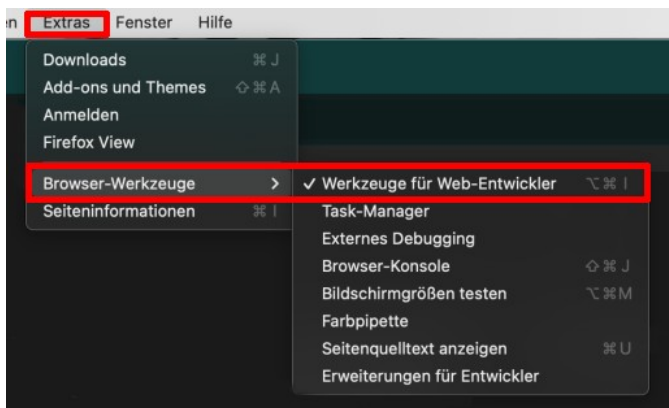 Extras Fenster Hilfe
Downloads ⌘ J
Add-ons und Themes ⇧ ⌘ A
Anmelden
Firefox View
Browser-Werkzeuge >
Seiteninformationen ⌘ I
✓ Werkzeuge für Web-Entwickler ⌥ ⌘ I
Task-Manager
Externes Debugging
Browser-Konsole ⇧ ⌘ J
Bildschirmgrößen testen ⌥ ⌘ M
Farbpipette
Seitenquelltext anzeigen ⌘ U
Erweiterungen für Entwickler